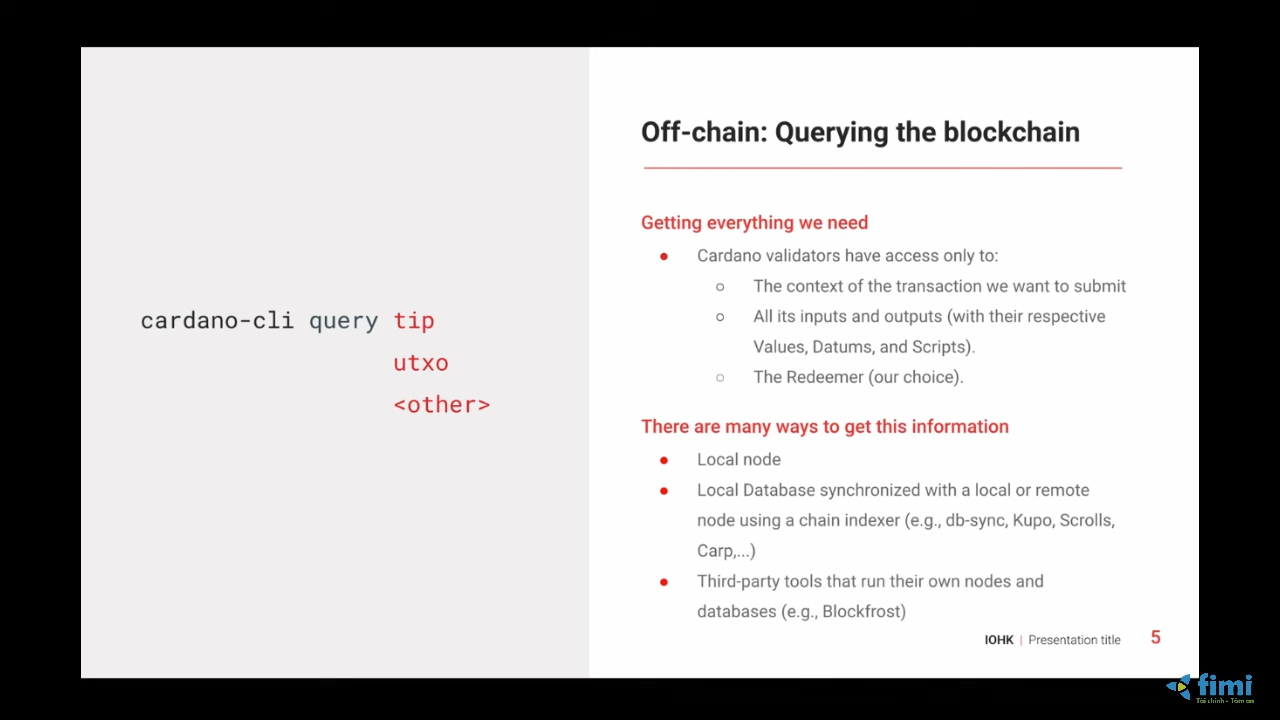 Off-chain: Querying the blockchain
Getting everything we need
● Cardano validators have access only to:
○ The context of the transaction we want to submit
○ All its inputs and outputs (with their respective
Values, Datums, and Scripts).
○ The Redeemer (our choice).
There are many ways to get this information
● Local node
● Local Database synchronized with a local or remote
node using a chain indexer (e.g., db-sync, Kupo, Scrolls,
Carp,...)
● Third-party tools that run their own nodes and
databases (e.g., Blockfrost)
cardano-cli query tip
utxo
<other>
IOHK | Presentation title 5
fimi
Tài chính - Tâm an